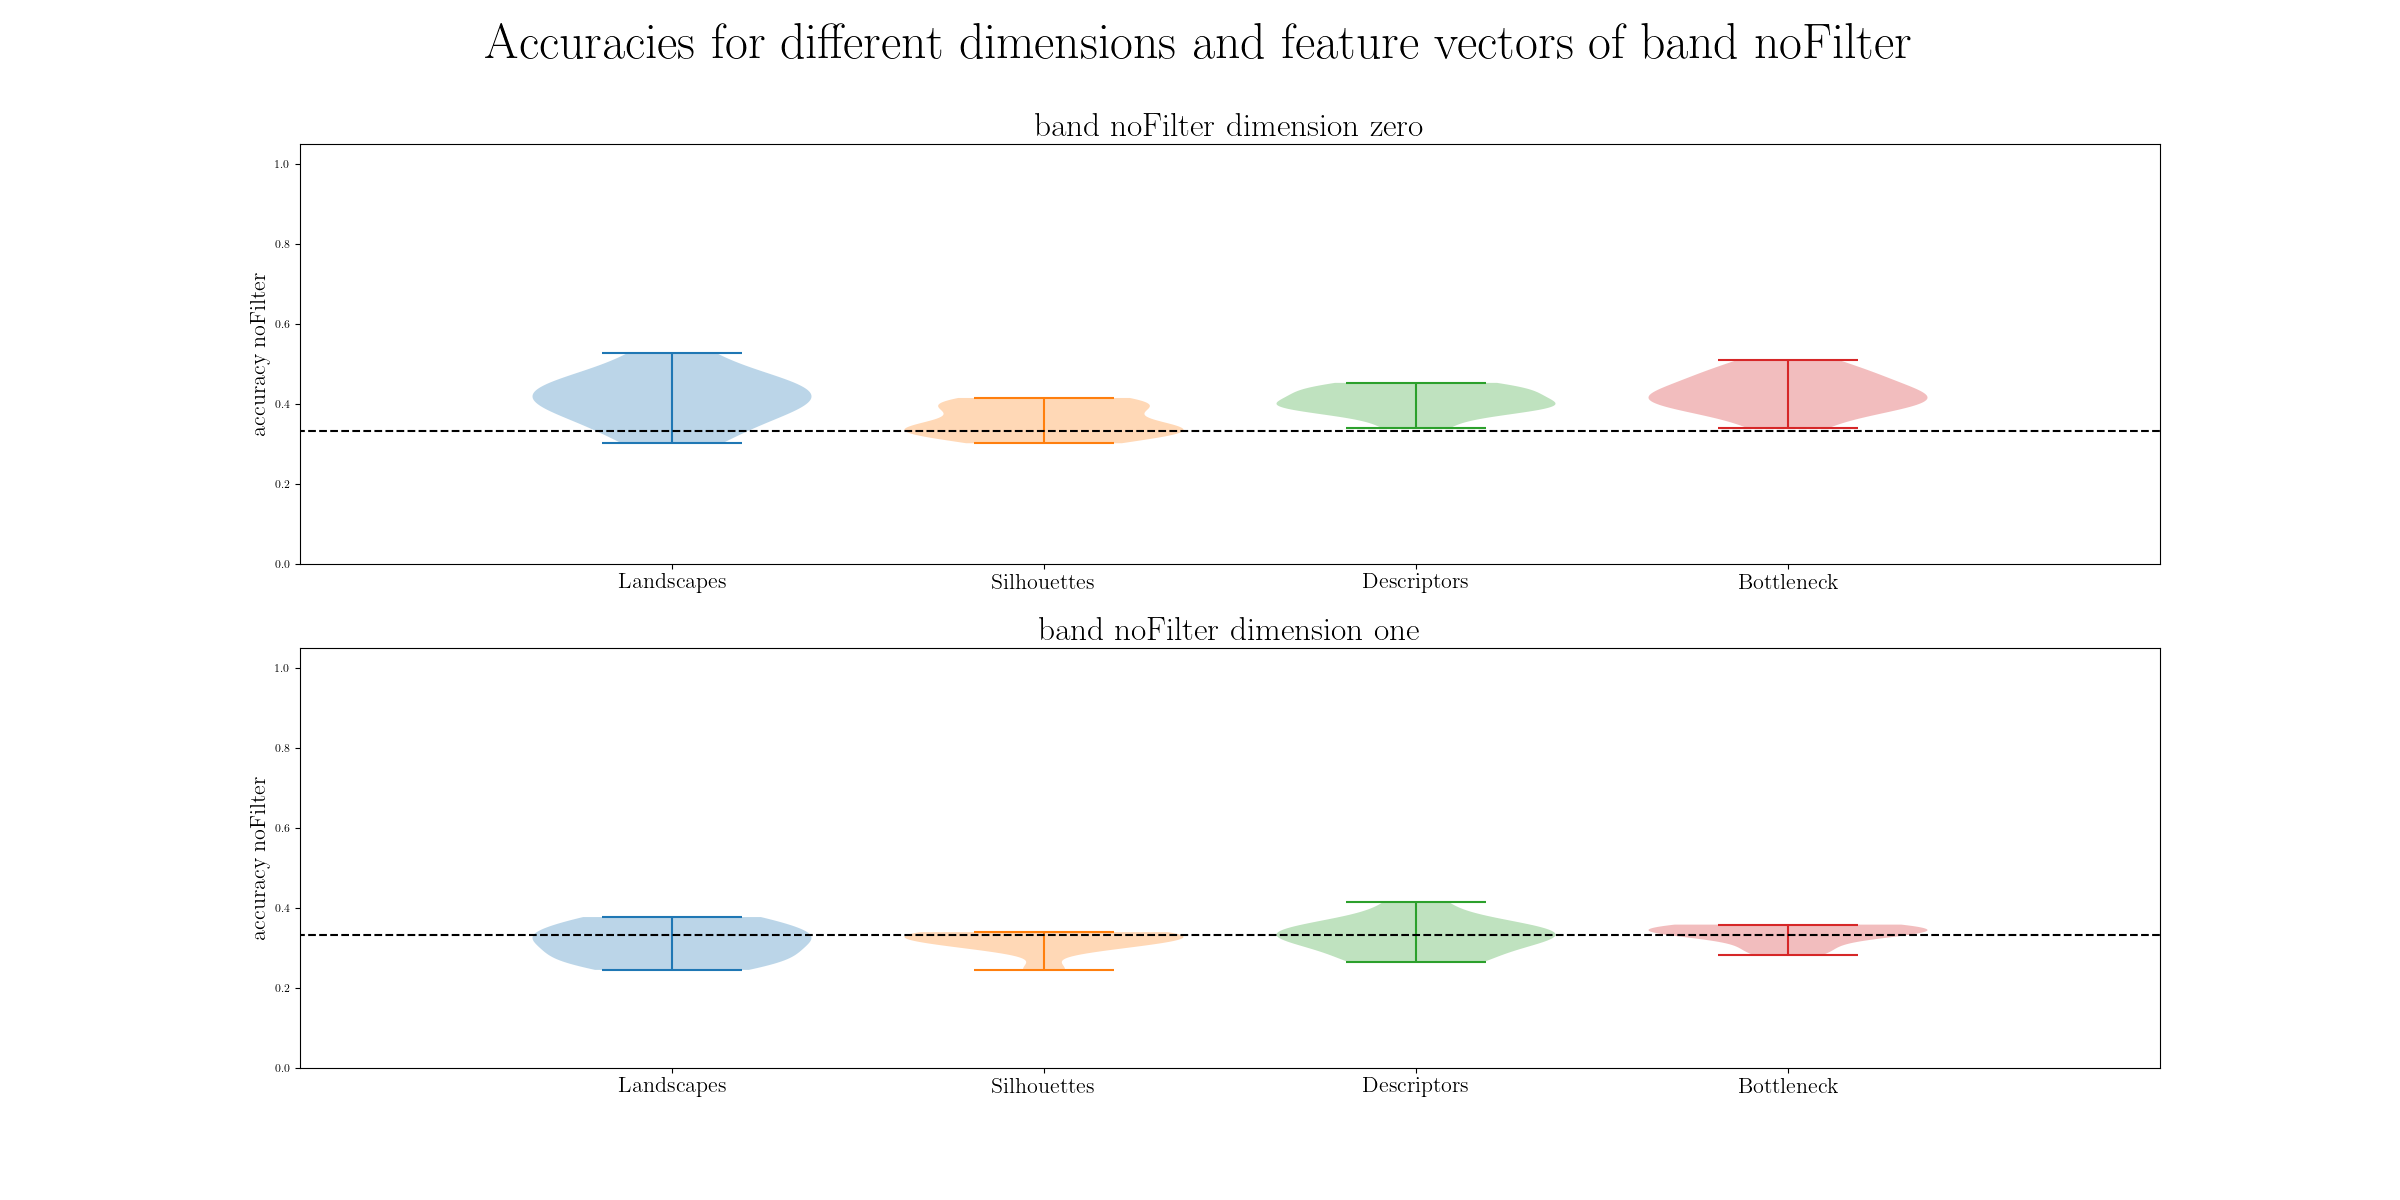 Accuracies for different dimensions and feature vectors of band noFilter
band noFilter dimension zero
accuracy noFilter
1.0
0.8
0.6
0.4
0.2
0.0
Landscapes Silhouettes Descriptors Bottleneck
band noFilter dimension one
accuracy noFilter
1.0
0.8
0.6
0.4
0.2
0.0
Landscapes Silhouettes Descriptors Bottleneck